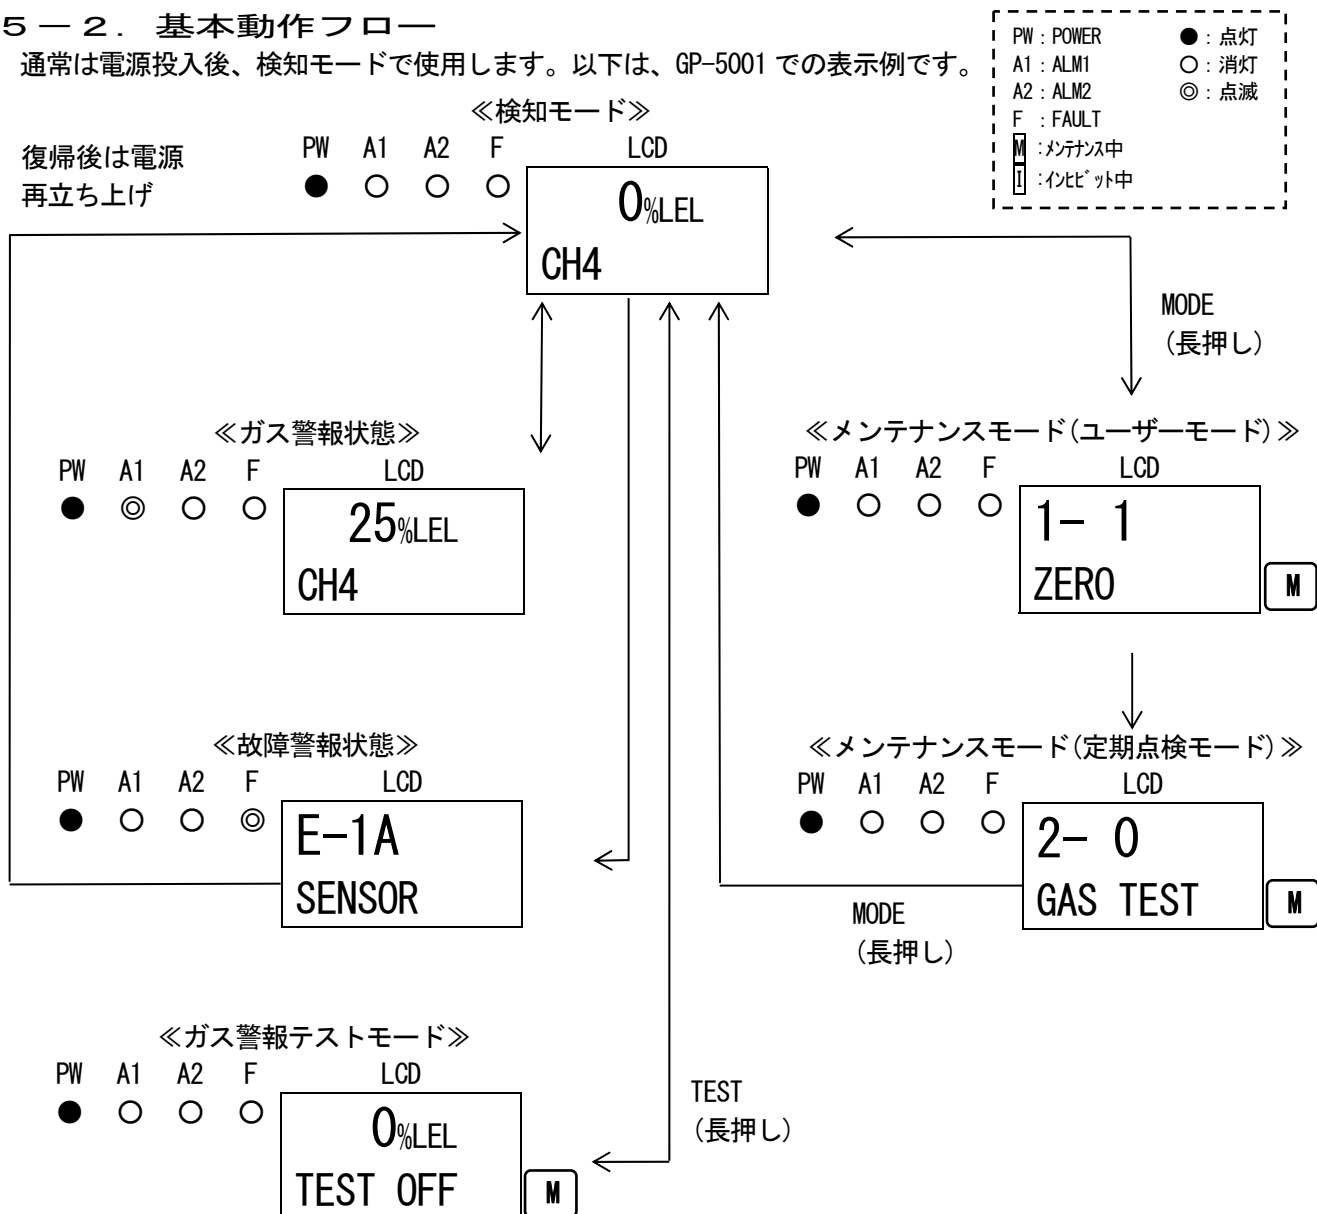 ５－２．基本動作フロー
通常は電源投入後、検知モードで使用します。以下は、GP-5001 での表示例です。
PW：POWER ●：点灯
A1：ALM1 ○：消灯
A2：ALM2 ◎：点滅
F ：FAULT
M ：ﾒﾝﾃﾅﾝｽ中
I ：ｲﾝﾋﾋﾞｯﾄ中
≪検知モード≫
PW A1 A2 F LCD
● ○ ○ ○
0%LEL
CH4
復帰後は電源
再立ち上げ
MODE
（長押し）
≪ガス警報状態≫
PW A1 A2 F LCD
● ◎ ○ ○
25%LEL
CH4
≪メンテナンスモード(ユーザーモード)≫
PW A1 A2 F LCD
● ○ ○ ○
1- 1
ZERO
M
≪故障警報状態≫
PW A1 A2 F LCD
● ○ ○ ◎
E-1A
SENSOR
≪メンテナンスモード(定期点検モード)≫
PW A1 A2 F LCD
● ○ ○ ○
2- 0
GAS TEST
M
MODE
（長押し）
≪ガス警報テストモード≫
PW A1 A2 F LCD
● ○ ○ ○
0%LEL
TEST OFF
M
TEST
（長押し）